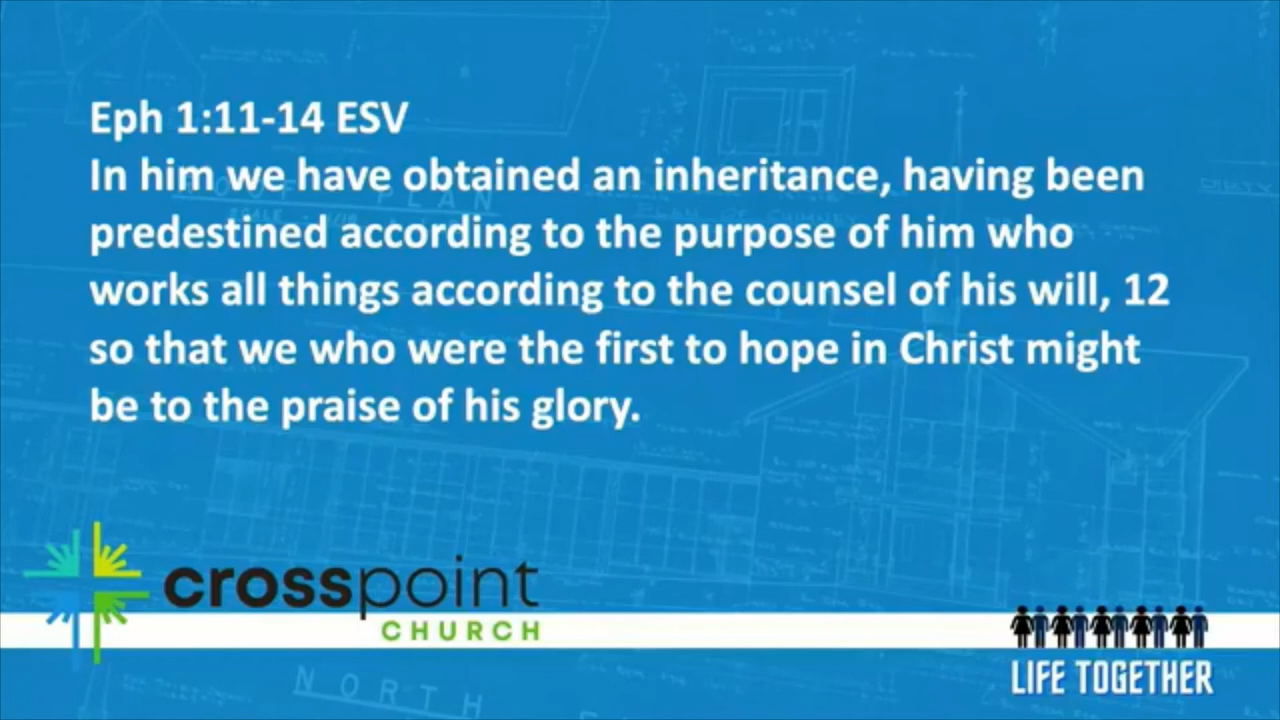 Eph 1:11-14 ESV
In him we have obtained an inheritance, having been
predestined according to the purpose of him who
works all things according to the counsel of his will, 12
so that we who were the first to hope in Christ might
be to the praise of his glory.
crosspoint
CHURCH
LIFE TOGETHER
NORTH